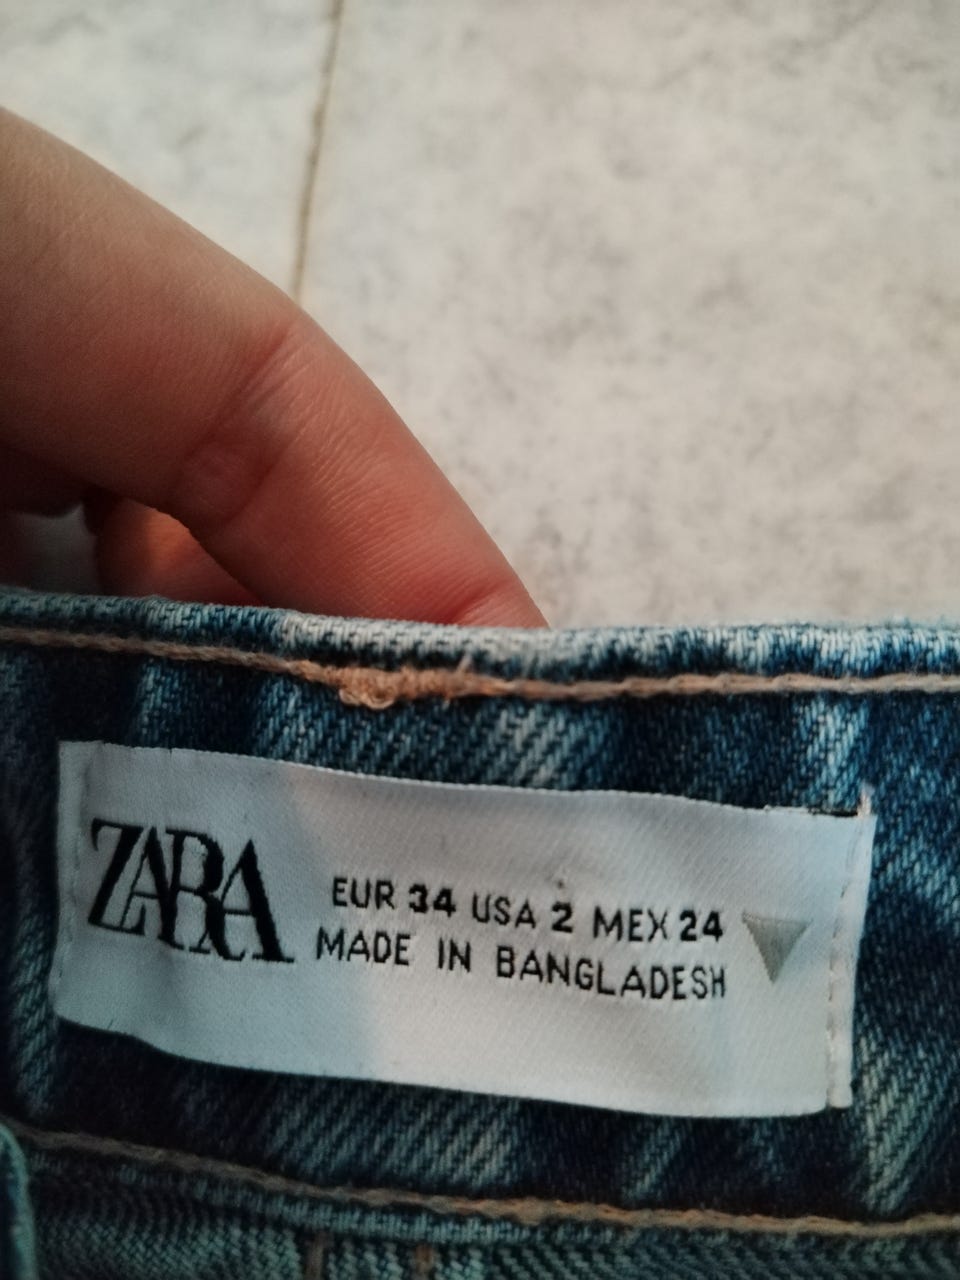 ZARA
EUR 34 USA 2 MEX 24
MADE IN BANGLADESH